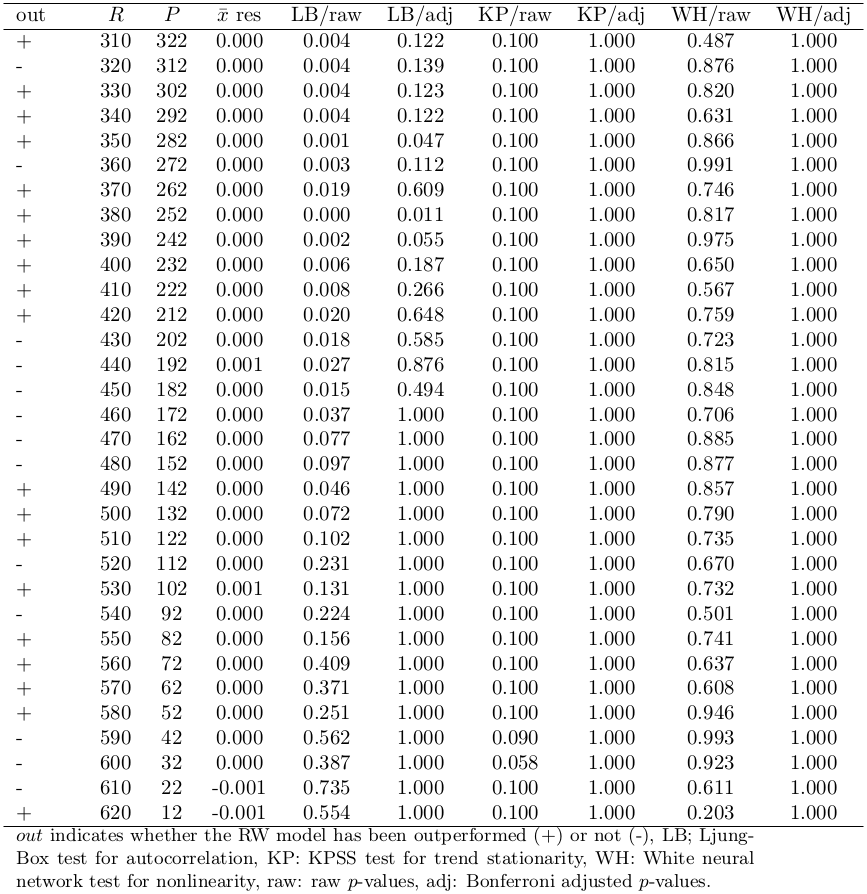 out R P x̄ res LB/raw LB/adj KP/raw KP/adj WH/raw WH/adj
+ 310 322 0.000 0.004 0.122 0.100 1.000 0.487 1.000
- 320 312 0.000 0.004 0.139 0.100 1.000 0.876 1.000
+ 330 302 0.000 0.004 0.123 0.100 1.000 0.820 1.000
+ 340 292 0.000 0.004 0.122 0.100 1.000 0.631 1.000
+ 350 282 0.000 0.001 0.047 0.100 1.000 0.866 1.000
- 360 272 0.000 0.003 0.112 0.100 1.000 0.991 1.000
+ 370 262 0.000 0.019 0.609 0.100 1.000 0.746 1.000
+ 380 252 0.000 0.000 0.011 0.100 1.000 0.817 1.000
+ 390 242 0.000 0.002 0.055 0.100 1.000 0.975 1.000
+ 400 232 0.000 0.006 0.187 0.100 1.000 0.650 1.000
+ 410 222 0.000 0.008 0.266 0.100 1.000 0.567 1.000
+ 420 212 0.000 0.020 0.648 0.100 1.000 0.759 1.000
- 430 202 0.000 0.018 0.585 0.100 1.000 0.723 1.000
- 440 192 0.001 0.027 0.876 0.100 1.000 0.815 1.000
- 450 182 0.000 0.015 0.494 0.100 1.000 0.848 1.000
- 460 172 0.000 0.037 1.000 0.100 1.000 0.706 1.000
- 470 162 0.000 0.077 1.000 0.100 1.000 0.885 1.000
- 480 152 0.000 0.097 1.000 0.100 1.000 0.877 1.000
+ 490 142 0.000 0.046 1.000 0.100 1.000 0.857 1.000
+ 500 132 0.000 0.072 1.000 0.100 1.000 0.790 1.000
+ 510 122 0.000 0.102 1.000 0.100 1.000 0.735 1.000
- 520 112 0.000 0.231 1.000 0.100 1.000 0.670 1.000
+ 530 102 0.001 0.131 1.000 0.100 1.000 0.732 1.000
- 540 92 0.000 0.224 1.000 0.100 1.000 0.501 1.000
+ 550 82 0.000 0.156 1.000 0.100 1.000 0.741 1.000
+ 560 72 0.000 0.409 1.000 0.100 1.000 0.637 1.000
+ 570 62 0.000 0.371 1.000 0.100 1.000 0.608 1.000
+ 580 52 0.000 0.251 1.000 0.100 1.000 0.946 1.000
- 590 42 0.000 0.562 1.000 0.090 1.000 0.993 1.000
- 600 32 0.000 0.387 1.000 0.058 1.000 0.923 1.000
- 610 22 -0.001 0.735 1.000 0.100 1.000 0.611 1.000
+ 620 12 -0.001 0.554 1.000 0.100 1.000 0.203 1.000
out indicates whether the RW model has been outperformed (+) or not (-), LB; Ljung-
Box test for autocorrelation, KP: KPSS test for trend stationarity, WH: White neural
network test for nonlinearity, raw: raw p-values, adj: Bonferroni adjusted p-values.